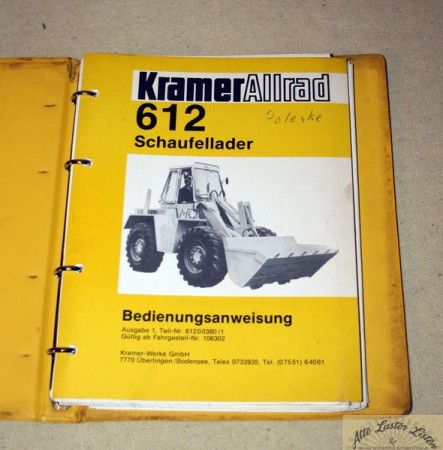 KramerAllrad
612
Poleske
Schaufellader
Bedienungsanweisung
Ausgabe 1, Teil-Nr. 61200380/1
Gültig ab Fahrgestell-Nr. 106302
Kramer-Werke GmbH
7770 Überlingen/Bodensee, Telex 0733935, Tel. (07551) 64061
Alte Laster Listen